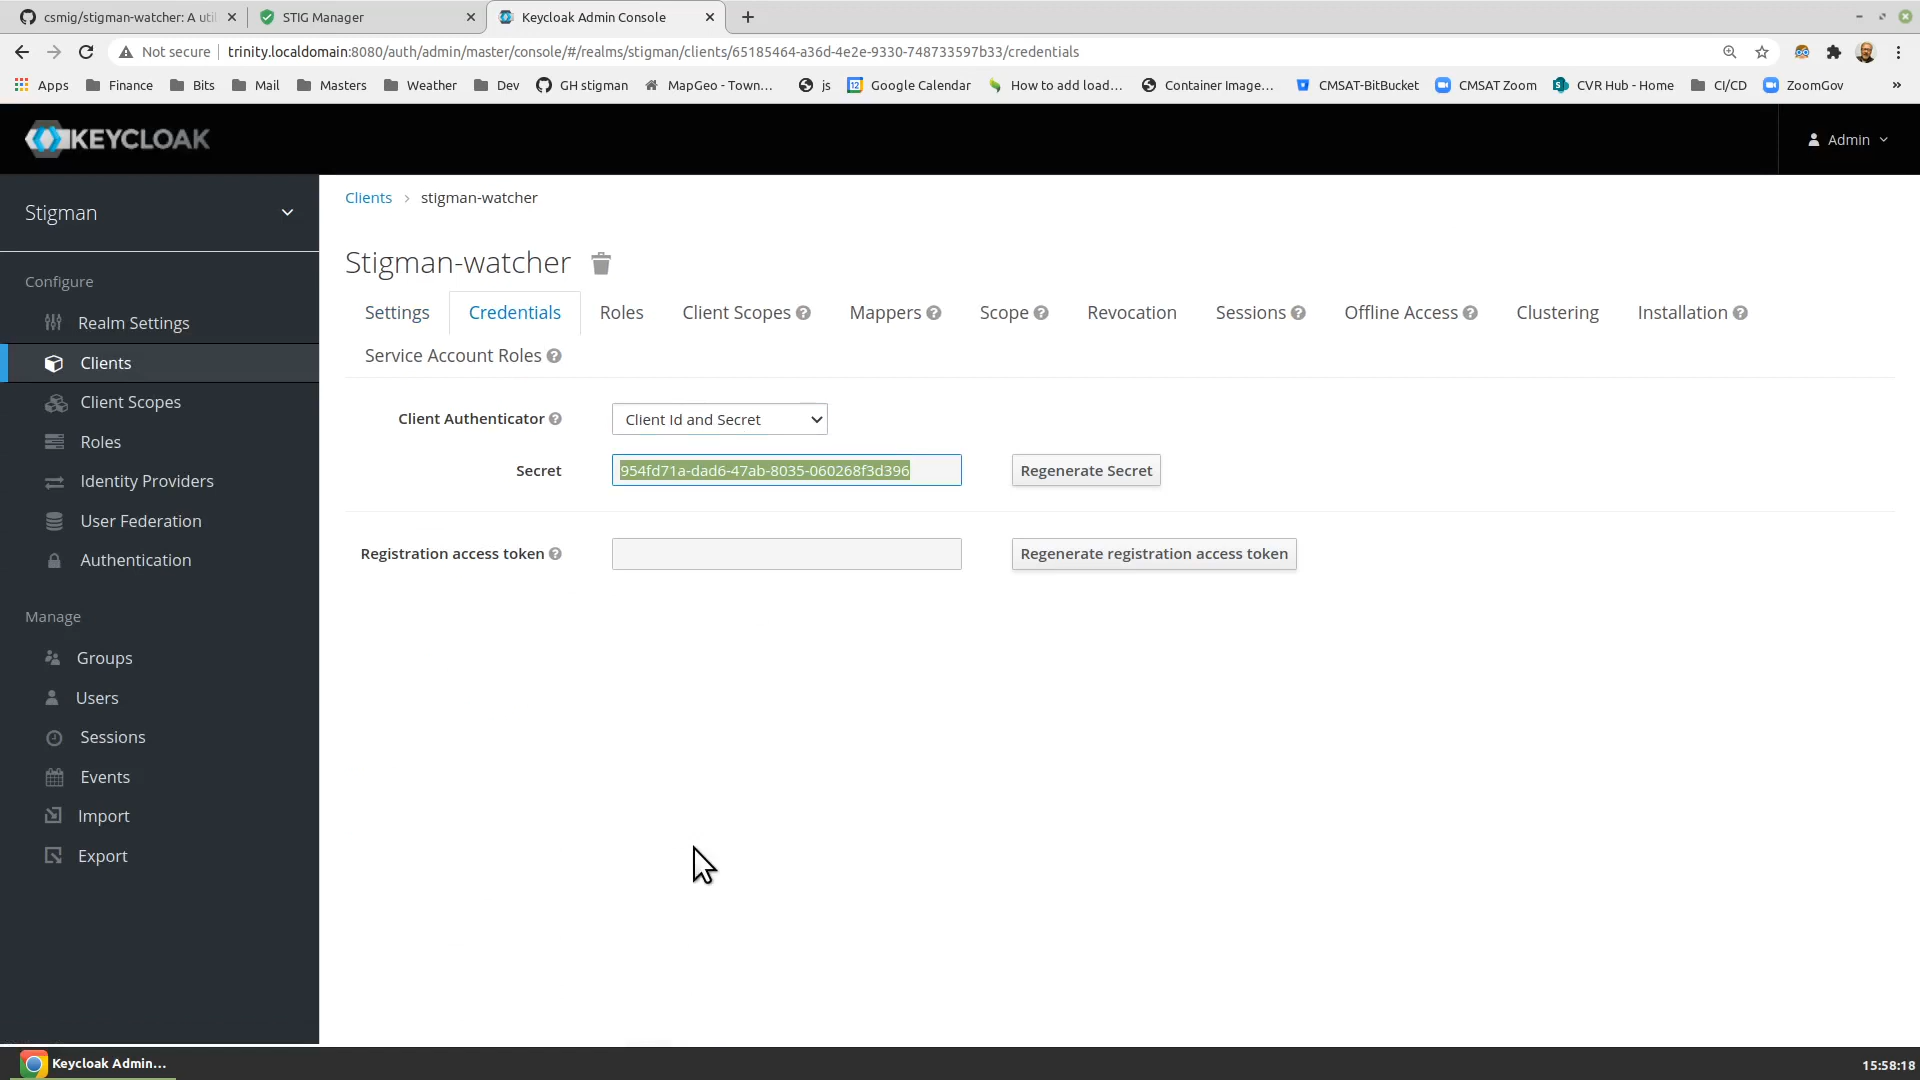 csmig/stigman-watcher: A uti
STIG Manager
Keycloak Admin Console
Not secure
trinity.localdomain:8080/auth/admin/master/console/#/realms/stigman/clients/65185464-a36d-4e2e-9330-748733597b33/credentials
Apps Finance Bits Mail Masters Weather Dev GH stigman MapGeo - Town... js Google Calendar How to add load... Container Image... CMSAT-BitBucket CMSAT Zoom CVR Hub - Home CI/CD ZoomGov »
KEYCLOAK
Admin
Stigman
Configure
Realm Settings
Clients
Client Scopes
Roles
Identity Providers
User Federation
Authentication
Manage
Groups
Users
Sessions
Events
Import
Export
Clients > stigman-watcher
Stigman-watcher
Settings Credentials Roles Client Scopes Mappers Scope Revocation Sessions Offline Access Clustering Installation
Service Account Roles
Client Authenticator Client Id and Secret
Secret 954fd71a-dad6-47ab-8035-060268f3d396 Regenerate Secret
Registration access token Regenerate registration access token
Keycloak Admin...
15:58:18